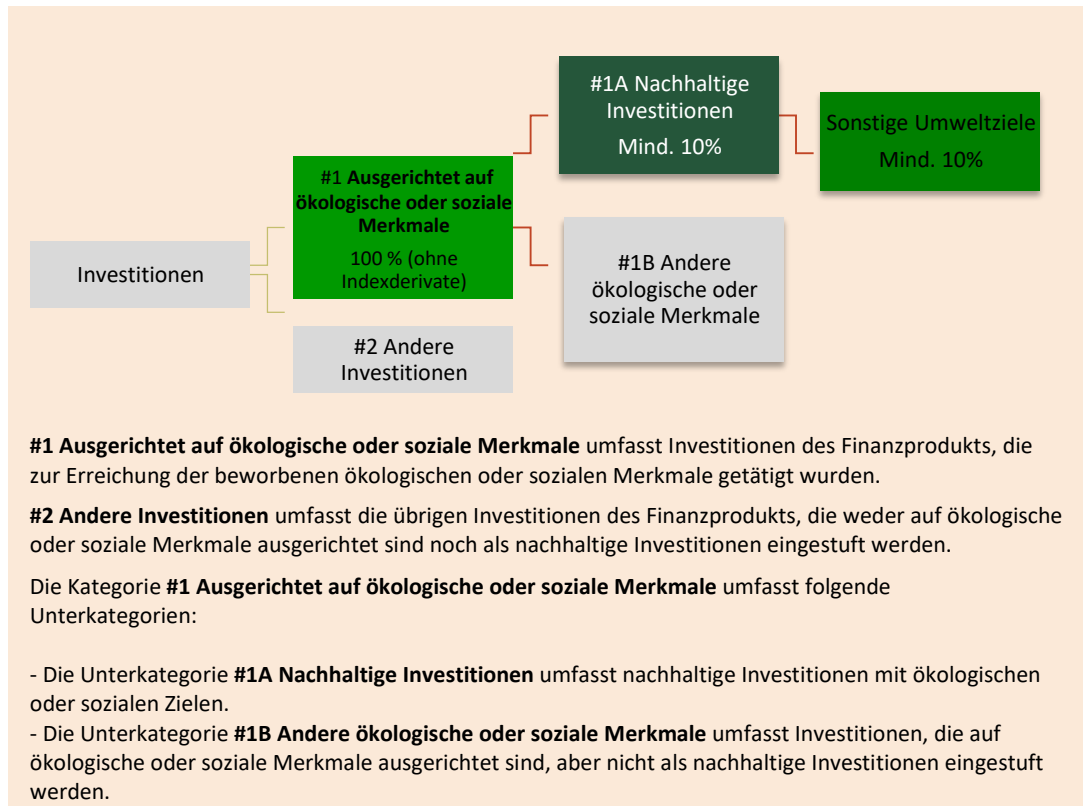 #1A Nachhaltige
Investitionen
Mind. 10%
Sonstige Umweltziele
Mind. 10%
#1 Ausgerichtet auf
ökologische oder soziale
Merkmale
100 % (ohne
Indexderivate)
Investitionen
#1B Andere
ökologische oder
soziale Merkmale
#2 Andere
Investitionen
#1 Ausgerichtet auf ökologische oder soziale Merkmale umfasst Investitionen des Finanzprodukts, die
zur Erreichung der beworbenen ökologischen oder sozialen Merkmale getätigt wurden.
#2 Andere Investitionen umfasst die übrigen Investitionen des Finanzprodukts, die weder auf ökologische
oder soziale Merkmale ausgerichtet sind noch als nachhaltige Investitionen eingestuft werden.
Die Kategorie #1 Ausgerichtet auf ökologische oder soziale Merkmale umfasst folgende
Unterkategorien:
- Die Unterkategorie #1A Nachhaltige Investitionen umfasst nachhaltige Investitionen mit ökologischen
oder sozialen Zielen.
- Die Unterkategorie #1B Andere ökologische oder soziale Merkmale umfasst Investitionen, die auf
ökologische oder soziale Merkmale ausgerichtet sind, aber nicht als nachhaltige Investitionen eingestuft
werden.